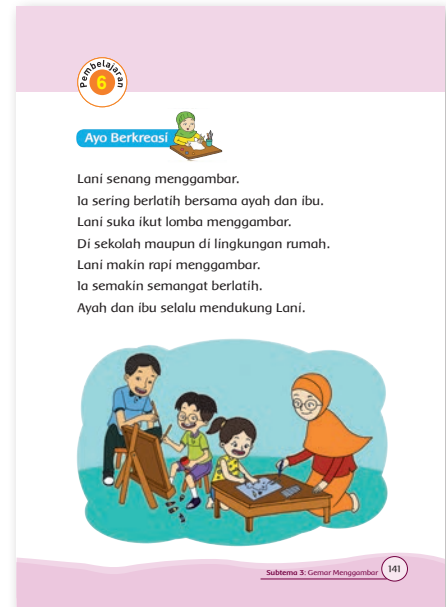 Pembelajaran
6
Ayo Berkreasi
Lani senang menggambar.
Ia sering berlatih bersama ayah dan ibu.
Lani suka ikut lomba menggambar.
Di sekolah maupun di lingkungan rumah.
Lani makin rapi menggambar.
Ia semakin semangat berlatih.
Ayah dan ibu selalu mendukung Lani.
Subtema 3: Gemar Menggambar 141